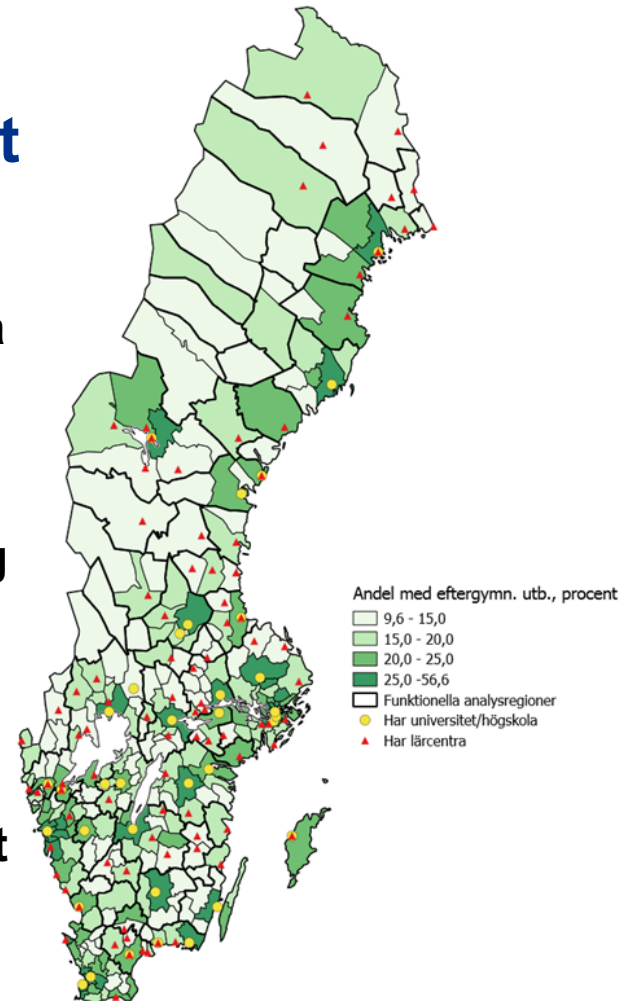 t
a
g
t
Andel med eftergymn. utb., procent
9,6 - 15,0
15,0 - 20,0
20,0 - 25,0
25,0 -56,6
Funktionella analysregioner
Har universitet/högskola
Har lärcentra